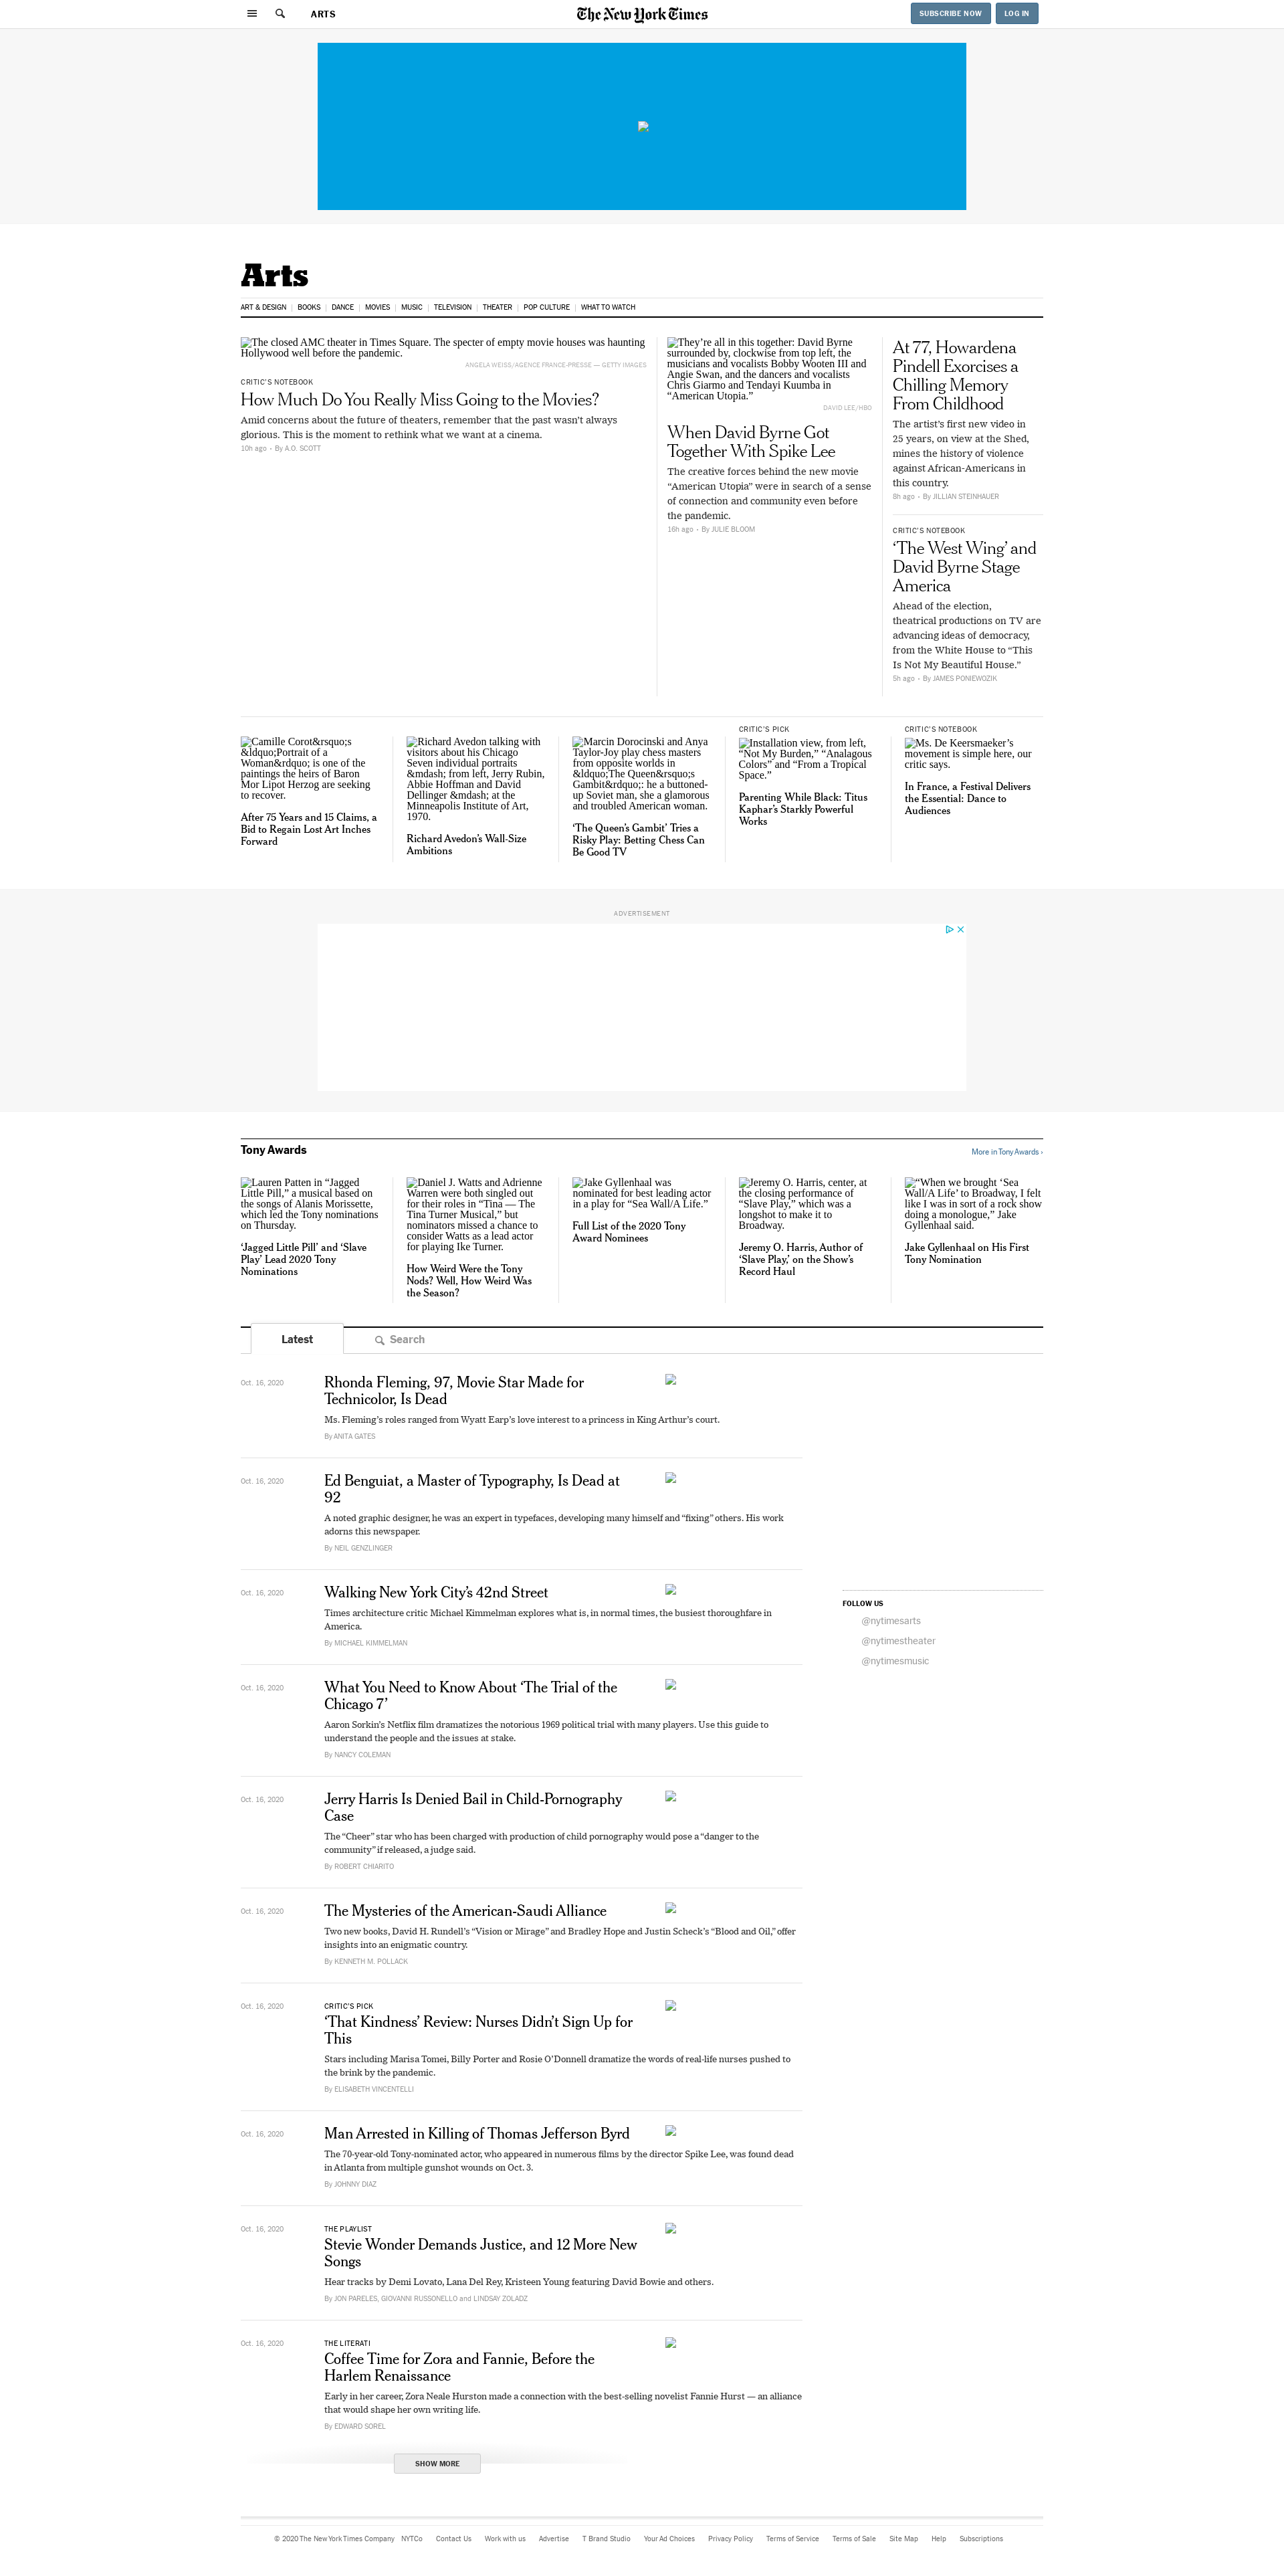 ARTS
The New York Times
SUBSCRIBE NOW
LOG IN
Arts
ART & DESIGN
BOOKS
DANCE
MOVIES
MUSIC
TELEVISION
THEATER
POP CULTURE
WHAT TO WATCH
The closed AMC theater in Times Square. The specter of empty movie houses was haunting
Hollywood well before the pandemic.
ANGELA WEISS/AGENCE FRANCE-PRESSE — GETTY IMAGES
CRITIC'S NOTEBOOK
How Much Do You Really Miss Going to the Movies?
Amid concerns about the future of theaters, remember that the past wasn't always
glorious. This is the moment to rethink what we want at a cinema.
10h ago • By A.O. SCOTT
They’re all in this together: David Byrne
surrounded by, clockwise from top left, the
musicians and vocalists Bobby Wooten III and
Angie Swan, and the dancers and vocalists
Chris Giarmo and Tendayi Kuumba in
“American Utopia.”
DAVID LEE/HBO
When David Byrne Got
Together With Spike Lee
The creative forces behind the new movie
“American Utopia” were in search of a sense
of connection and community even before
the pandemic.
16h ago • By JULIE BLOOM
At 77, Howardena
Pindell Exorcises a
Chilling Memory
From Childhood
The artist’s first new video in
25 years, on view at the Shed,
mines the history of violence
against African-Americans in
this country.
8h ago • By JILLIAN STEINHAUER
CRITIC'S NOTEBOOK
‘The West Wing’ and
David Byrne Stage
America
Ahead of the election,
theatrical productions on TV are
advancing ideas of democracy,
from the White House to “This
Is Not My Beautiful House.”
5h ago • By JAMES PONIEWOZIK
Camille Corot&rsquo;s
&ldquo;Portrait of a
Woman&rdquo; is one of the
paintings the heirs of Baron
Mor Lipot Herzog are seeking
to recover.
After 75 Years and 15 Claims, a
Bid to Regain Lost Art Inches
Forward
Richard Avedon talking with
visitors about his Chicago
Seven individual portraits
&mdash; from left, Jerry Rubin,
Abbie Hoffman and David
Dellinger &mdash; at the
Minneapolis Institute of Art,
1970.
Richard Avedon’s Wall-Size
Ambitions
Marcin Dorocinski and Anya
Taylor-Joy play chess masters
from opposite worlds in
&ldquo;The Queen&rsquo;s
Gambit&rdquo;: he a buttoned-
up Soviet man, she a glamorous
and troubled American woman.
‘The Queen’s Gambit’ Tries a
Risky Play: Betting Chess Can
Be Good TV
CRITIC'S PICK
Installation view, from left,
“Not My Burden,” “Analagous
Colors” and “From a Tropical
Space.”
Parenting While Black: Titus
Kaphar’s Starkly Powerful
Works
CRITIC'S NOTEBOOK
Ms. De Keersmaeker’s
movement is simple here, our
critic says.
In France, a Festival Delivers
the Essential: Dance to
Audiences
ADVERTISEMENT
Tony Awards
More in Tony Awards ›
Lauren Patten in “Jagged
Little Pill,” a musical based on
the songs of Alanis Morissette,
which led the Tony nominations
on Thursday.
‘Jagged Little Pill’ and ‘Slave
Play’ Lead 2020 Tony
Nominations
Daniel J. Watts and Adrienne
Warren were both singled out
for their roles in “Tina — The
Tina Turner Musical,” but
nominators missed a chance to
consider Watts as a lead actor
for playing Ike Turner.
How Weird Were the Tony
Nods? Well, How Weird Was
the Season?
Jake Gyllenhaal was
nominated for best leading actor
in a play for “Sea Wall/A Life.”
Full List of the 2020 Tony
Award Nominees
Jeremy O. Harris, center, at
the closing performance of
“Slave Play,” which was a
longshot to make it to
Broadway.
Jeremy O. Harris, Author of
‘Slave Play,’ on the Show’s
Record Haul
“When we brought ‘Sea
Wall/A Life’ to Broadway, I felt
like I was in sort of a rock show
doing a monologue,” Jake
Gyllenhaal said.
Jake Gyllenhaal on His First
Tony Nomination
Latest
Search
Oct. 16, 2020
Rhonda Fleming, 97, Movie Star Made for
Technicolor, Is Dead
Ms. Fleming’s roles ranged from Wyatt Earp’s love interest to a princess in King Arthur’s court.
By ANITA GATES
Oct. 16, 2020
Ed Benguiat, a Master of Typography, Is Dead at
92
A noted graphic designer, he was an expert in typefaces, developing many himself and “fixing” others. His work
adorns this newspaper.
By NEIL GENZLINGER
Oct. 16, 2020
Walking New York City’s 42nd Street
Times architecture critic Michael Kimmelman explores what is, in normal times, the busiest thoroughfare in
America.
By MICHAEL KIMMELMAN
FOLLOW US
@nytimesarts
@nytimestheater
@nytimesmusic
Oct. 16, 2020
What You Need to Know About ‘The Trial of the
Chicago 7’
Aaron Sorkin’s Netflix film dramatizes the notorious 1969 political trial with many players. Use this guide to
understand the people and the issues at stake.
By NANCY COLEMAN
Oct. 16, 2020
Jerry Harris Is Denied Bail in Child-Pornography
Case
The “Cheer” star who has been charged with production of child pornography would pose a “danger to the
community” if released, a judge said.
By ROBERT CHIARITO
Oct. 16, 2020
The Mysteries of the American-Saudi Alliance
Two new books, David H. Rundell’s “Vision or Mirage” and Bradley Hope and Justin Scheck’s “Blood and Oil,” offer
insights into an enigmatic country.
By KENNETH M. POLLACK
Oct. 16, 2020
CRITIC'S PICK
‘That Kindness’ Review: Nurses Didn’t Sign Up for
This
Stars including Marisa Tomei, Billy Porter and Rosie O’Donnell dramatize the words of real-life nurses pushed to
the brink by the pandemic.
By ELISABETH VINCENTELLI
Oct. 16, 2020
Man Arrested in Killing of Thomas Jefferson Byrd
The 70-year-old Tony-nominated actor, who appeared in numerous films by the director Spike Lee, was found dead
in Atlanta from multiple gunshot wounds on Oct. 3.
By JOHNNY DIAZ
Oct. 16, 2020
THE PLAYLIST
Stevie Wonder Demands Justice, and 12 More New
Songs
Hear tracks by Demi Lovato, Lana Del Rey, Kristeen Young featuring David Bowie and others.
By JON PARELES, GIOVANNI RUSSONELLO and LINDSAY ZOLADZ
Oct. 16, 2020
THE LITERATI
Coffee Time for Zora and Fannie, Before the
Harlem Renaissance
Early in her career, Zora Neale Hurston made a connection with the best-selling novelist Fannie Hurst — an alliance
that would shape her own writing life.
By EDWARD SOREL
SHOW MORE
© 2020 The New York Times Company
NYTCo
Contact Us
Work with us
Advertise
T Brand Studio
Your Ad Choices
Privacy Policy
Terms of Service
Terms of Sale
Site Map
Help
Subscriptions